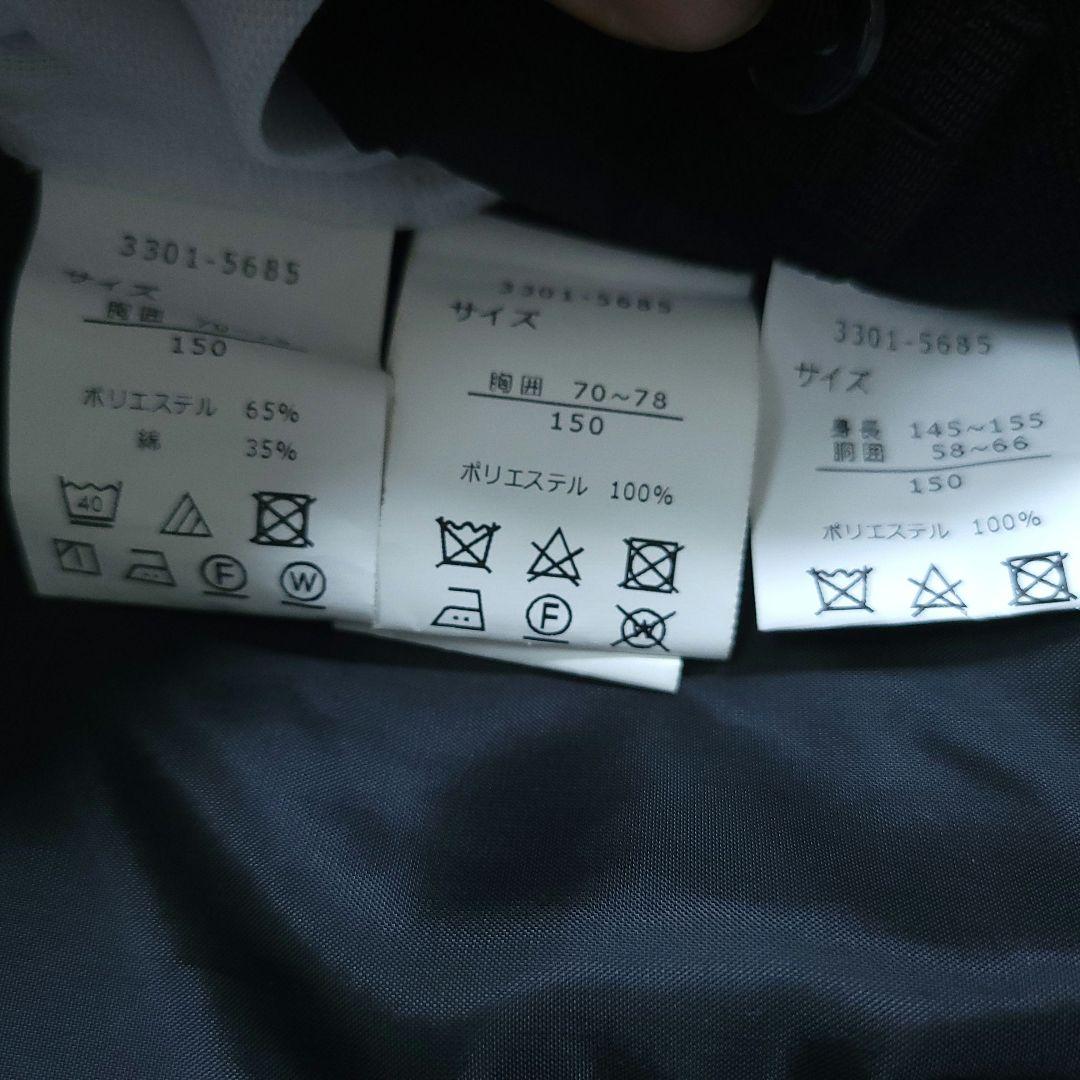 3301-5685
サイズ
胸囲
150
ポリエステル 65%
綿 35%
40
F
W
3301-5685
サイズ
胸囲 70~78
150
ポリエステル 100%
F
W
3301-5685
サイズ
身長 145~155
胴囲 58~66
150
ポリエステル 100%